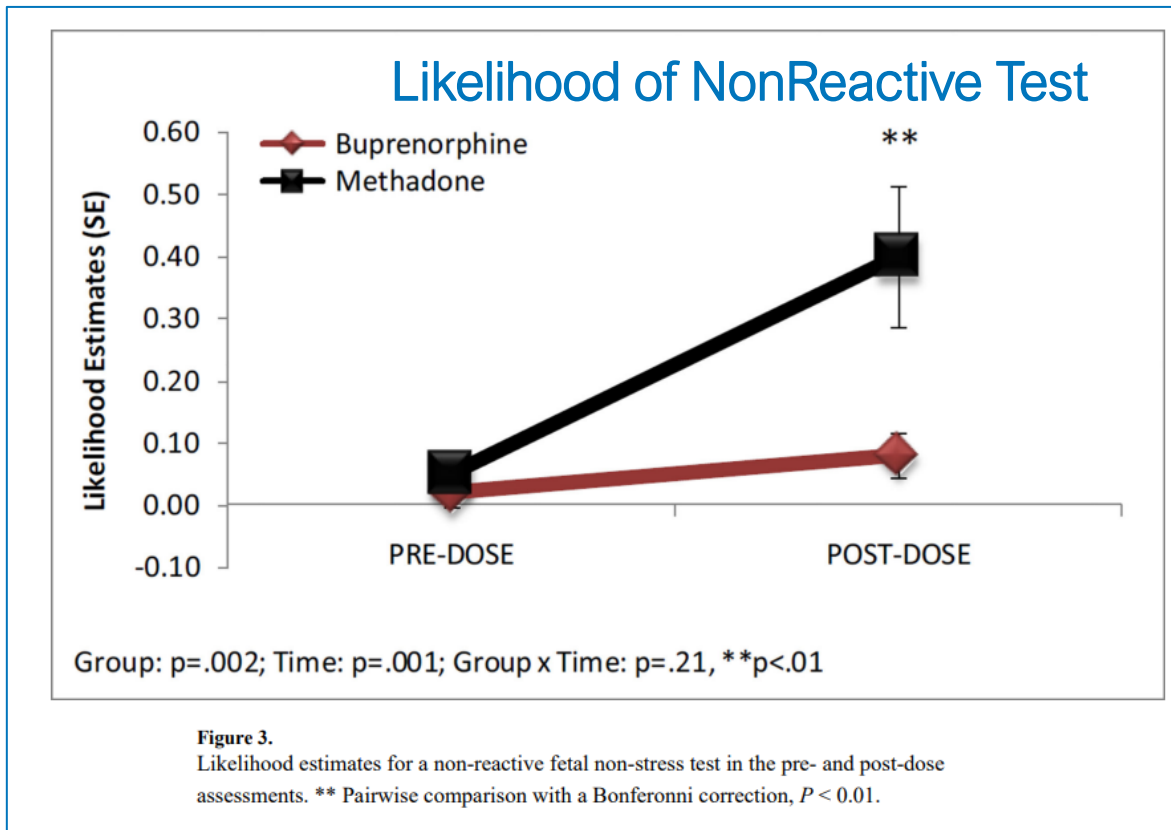 Likelihood of NonReactive Test
0.60
0.50
0.40
0.30
0.20
0.10
0.00
-0.10
Likelihood Estimates (SE)
Buprenorphine
Methadone
**
PRE-DOSE
POST-DOSE
Group: p=.002; Time: p=.001; Group x Time: p=.21, **p<.01
Figure 3.
Likelihood estimates for a non-reactive fetal non-stress test in the pre- and post-dose
assessments. ** Pairwise comparison with a Bonferonni correction, P < 0.01.